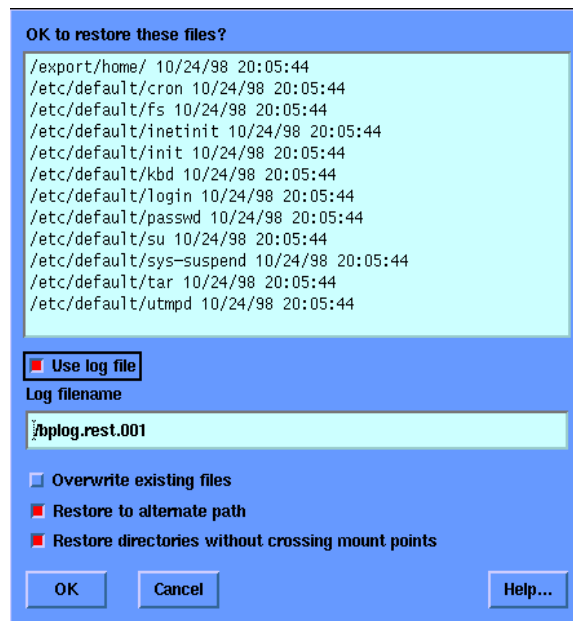 OK to restore these files?
/export/home/ 10/24/98 20:05:44
/etc/default/cron 10/24/98 20:05:44
/etc/default/fs 10/24/98 20:05:44
/etc/default/inetinit 10/24/98 20:05:44
/etc/default/init 10/24/98 20:05:44
/etc/default/kbd 10/24/98 20:05:44
/etc/default/login 10/24/98 20:05:44
/etc/default/passwd 10/24/98 20:05:44
/etc/default/su 10/24/98 20:05:44
/etc/default/sys-suspend 10/24/98 20:05:44
/etc/default/tar 10/24/98 20:05:44
/etc/default/utmpd 10/24/98 20:05:44
Use log file
Log filename
/bplog.rest.001
Overwrite existing files
Restore to alternate path
Restore directories without crossing mount points
OK Cancel Help...